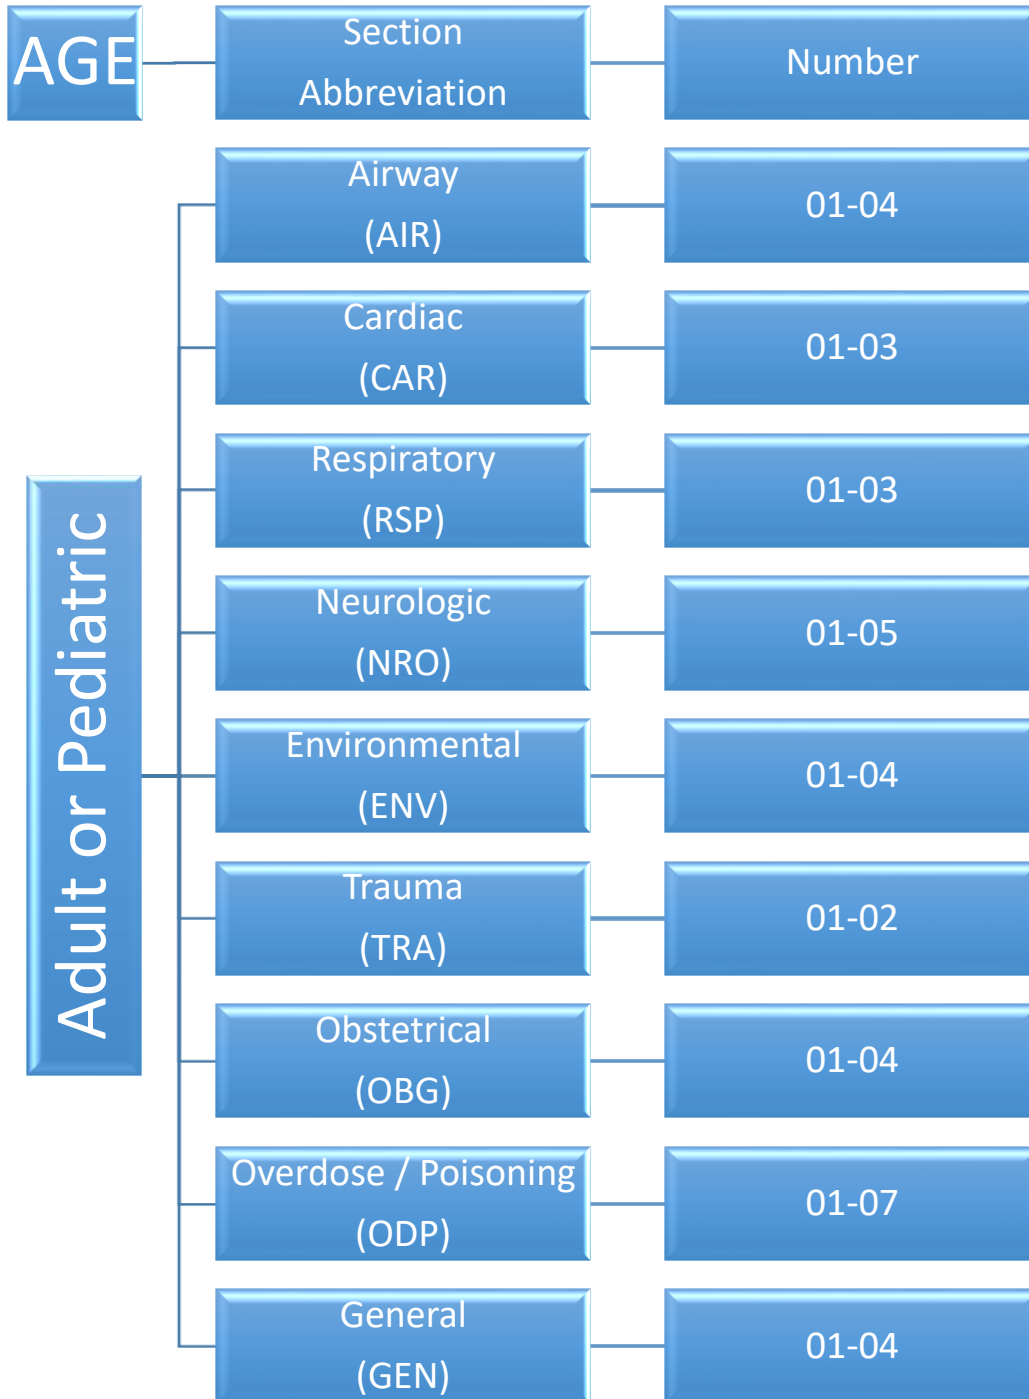 AGE
Section
Abbreviation
Number
Airway
(AIR)
01-04
Cardiac
(CAR)
01-03
Respiratory
(RSP)
01-03
Neurologic
(NRO)
01-05
Adult or Pediatric
Environmental
(ENV)
01-04
Trauma
(TRA)
01-02
Obstetrical
(OBG)
01-04
Overdose / Poisoning
(ODP)
01-07
General
(GEN)
01-04